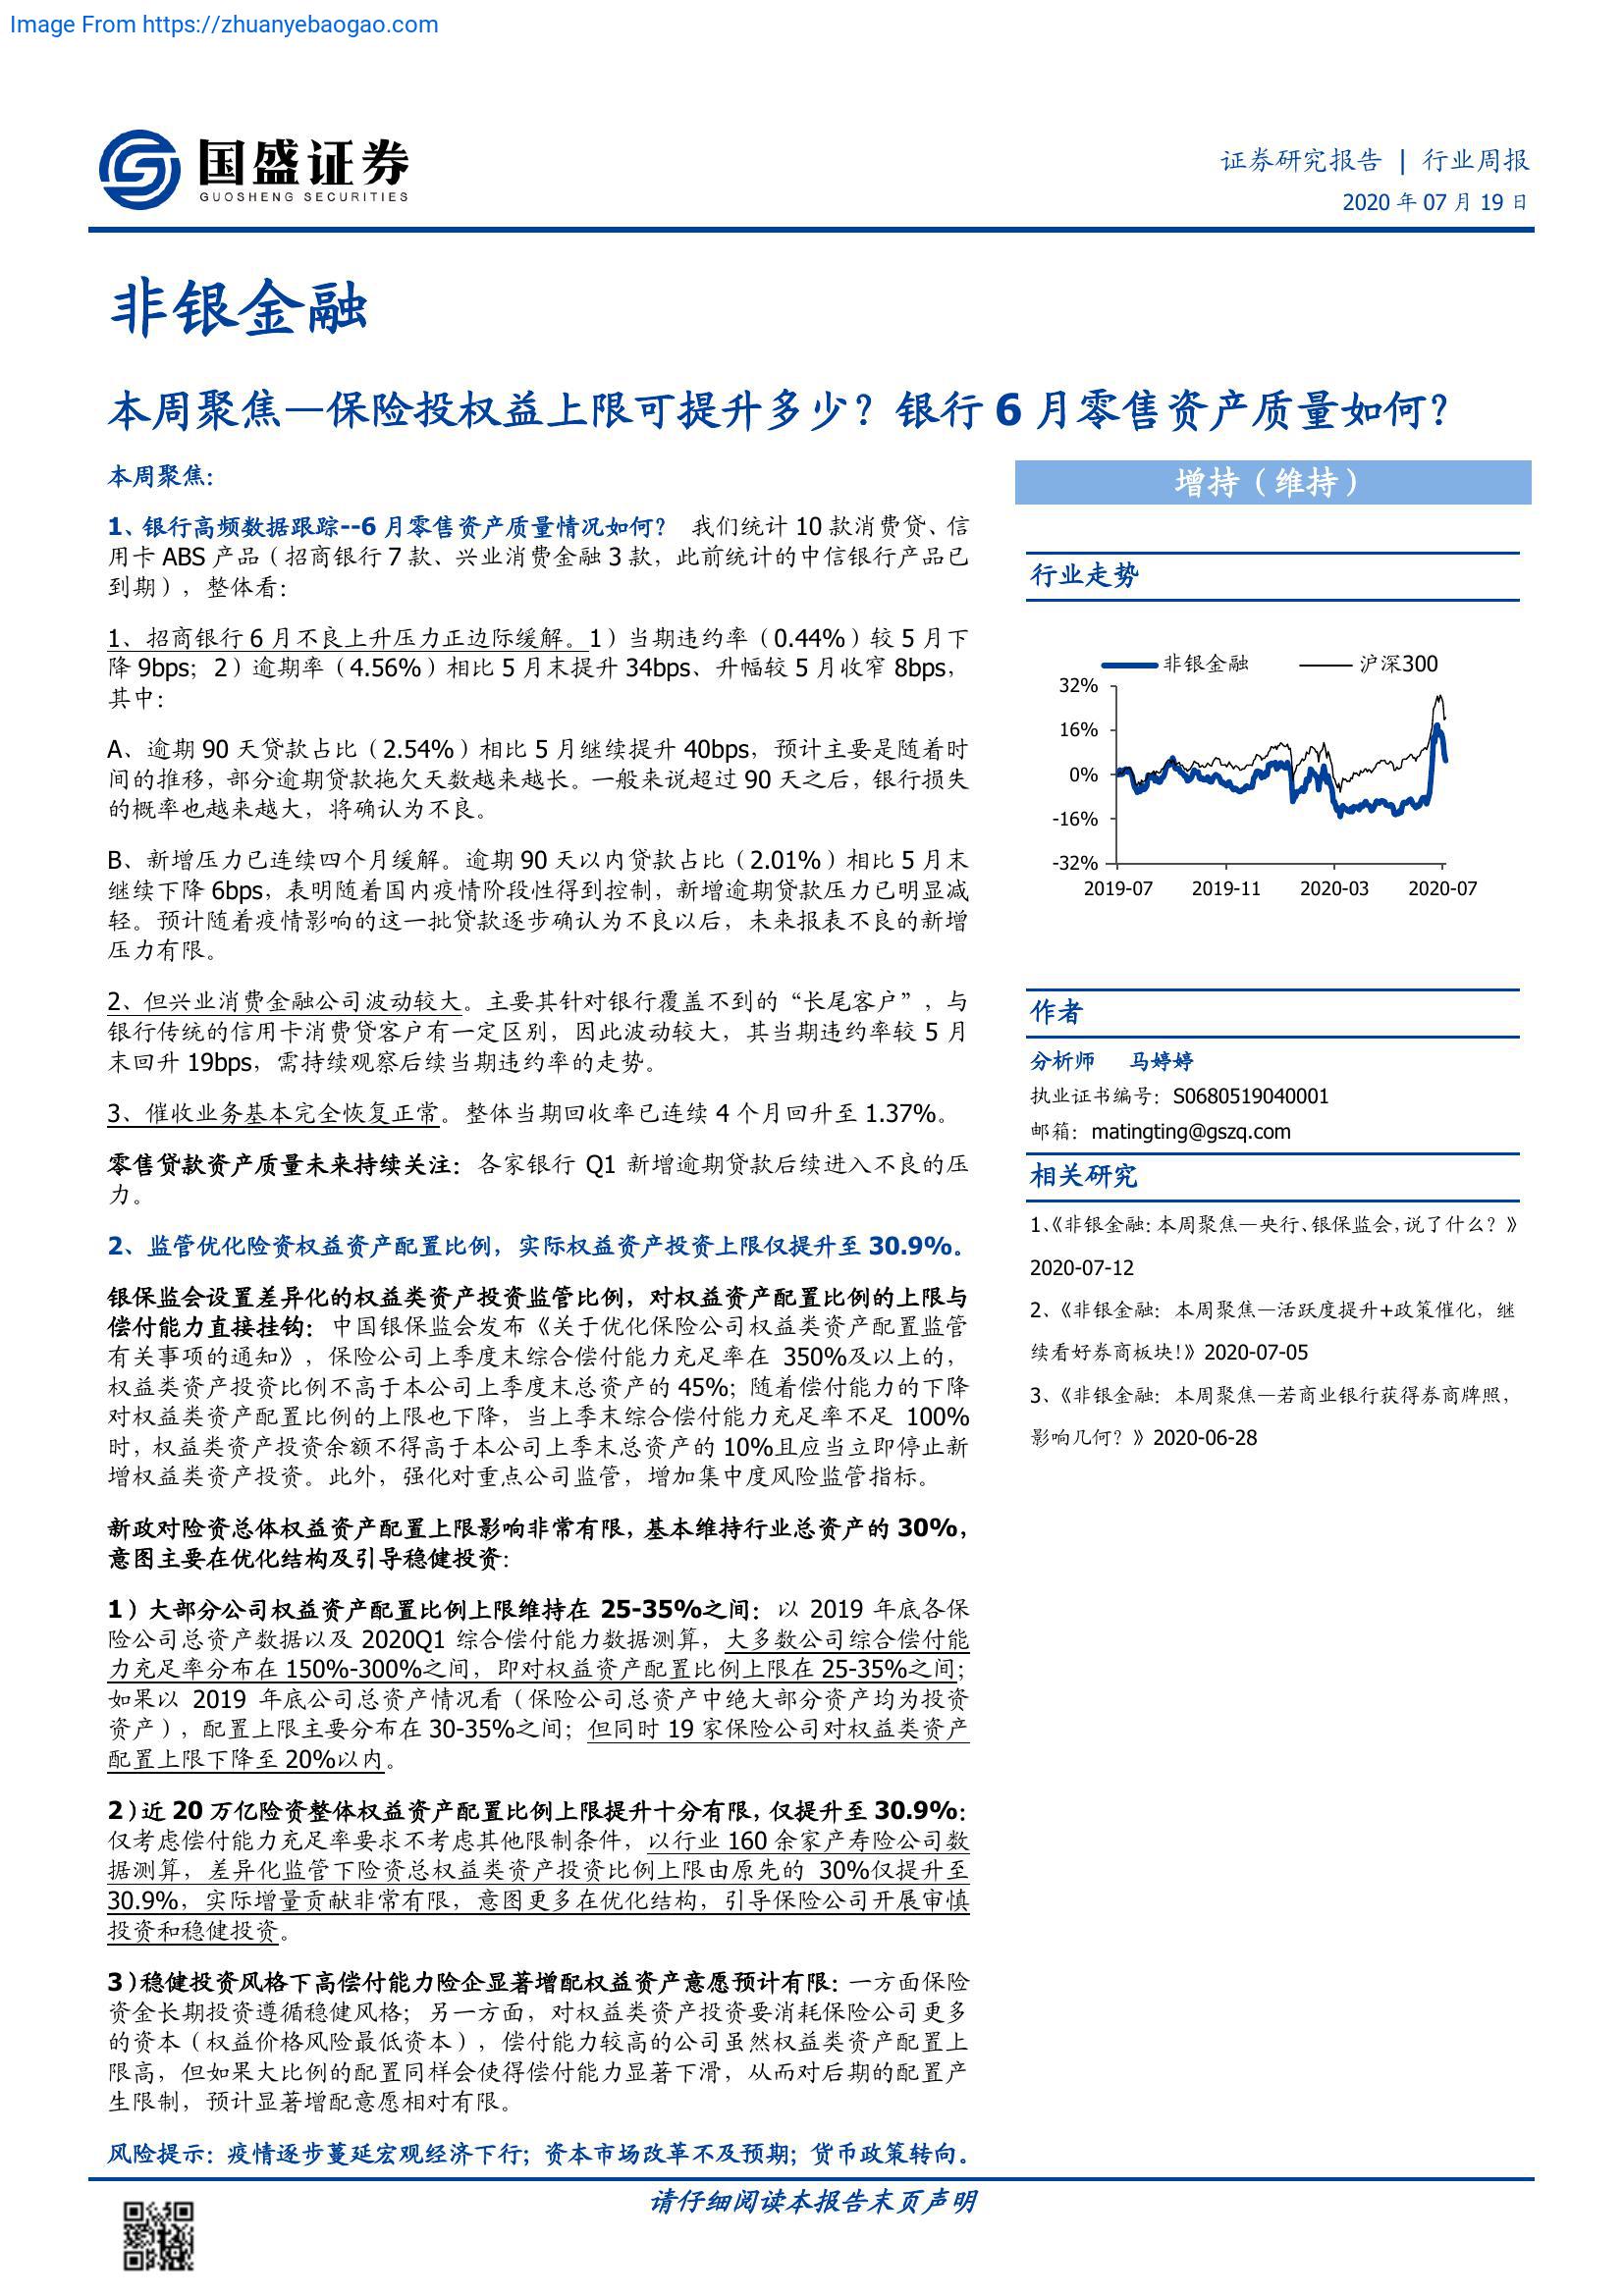 Image From https://zhuanyebaogao.com
国盛证券
GUOSHENG SECURITIES
证券研究报告 | 行业周报
2020 年 07 月 19 日
非银金融
本周聚焦—保险投权益上限可提升多少？银行 6 月零售资产质量如何？
本周聚焦：
1、银行高频数据跟踪--6 月零售资产质量情况如何？ 我们统计 10 款消费贷、信
用卡 ABS 产品（招商银行 7 款、兴业消费金融 3 款，此前统计的中信银行产品已
到期），整体看：
1、招商银行 6 月不良上升压力正边际缓解。1）当期违约率（0.44%）较 5 月下
降 9bps；2）逾期率（4.56%）相比 5 月末提升 34bps、升幅较 5 月收窄 8bps，
其中：
A、逾期 90 天贷款占比（2.54%）相比 5 月继续提升 40bps，预计主要是随着时
间的推移，部分逾期贷款拖欠天数越来越长。一般来说超过 90 天之后，银行损失
的概率也越来越大，将确认为不良。
B、新增压力已连续四个月缓解。逾期 90 天以内贷款占比（2.01%）相比 5 月末
继续下降 6bps，表明随着国内疫情阶段性得到控制，新增逾期贷款压力已明显减
轻。预计随着疫情影响的这一批贷款逐步确认为不良以后，未来报表不良的新增
压力有限。
2、但兴业消费金融公司波动较大。主要其针对银行覆盖不到的“长尾客户”，与
银行传统的信用卡消费贷客户有一定区别，因此波动较大，其当期违约率较 5 月
末回升 19bps，需持续观察后续当期违约率的走势。
3、催收业务基本完全恢复正常。整体当期回收率已连续 4 个月回升至 1.37%。
零售贷款资产质量未来持续关注：各家银行 Q1 新增逾期贷款后续进入不良的压
力。
2、监管优化险资权益资产配置比例，实际权益资产投资上限仅提升至 30.9%。
银保监会设置差异化的权益类资产投资监管比例，对权益资产配置比例的上限与
偿付能力直接挂钩：中国银保监会发布《关于优化保险公司权益类资产配置监管
有关事项的通知》，保险公司上季度末综合偿付能力充足率在 350%及以上的，
权益类资产投资比例不高于本公司上季度末总资产的 45%；随着偿付能力的下降
对权益类资产配置比例的上限也下降，当上季末综合偿付能力充足率不足 100%
时，权益类资产投资余额不得高于本公司上季末总资产的 10%且应当立即停止新
增权益类资产投资。此外，强化对重点公司监管，增加集中度风险监管指标。
新政对险资总体权益资产配置上限影响非常有限，基本维持行业总资产的 30%，
意图主要在优化结构及引导稳健投资：
1）大部分公司权益资产配置比例上限维持在 25-35%之间：以 2019 年底各保
险公司总资产数据以及 2020Q1 综合偿付能力数据测算，大多数公司综合偿付能
力充足率分布在 150%-300%之间，即对权益资产配置比例上限在 25-35%之间；
如果以 2019 年底公司总资产情况看（保险公司总资产中绝大部分资产均为投资
资产），配置上限主要分布在 30-35%之间；但同时 19 家保险公司对权益类资产
配置上限下降至 20%以内。
2）近 20 万亿险资整体权益资产配置比例上限提升十分有限，仅提升至 30.9%：
仅考虑偿付能力充足率要求不考虑其他限制条件，以行业 160 余家产寿险公司数
据测算，差异化监管下险资总权益类资产投资比例上限由原先的 30%仅提升至
30.9%，实际增量贡献非常有限，意图更多在优化结构，引导保险公司开展审慎
投资和稳健投资。
3）稳健投资风格下高偿付能力险企显著增配权益资产意愿预计有限：一方面保险
资金长期投资遵循稳健风格；另一方面，对权益类资产投资要消耗保险公司更多
的资本（权益价格风险最低资本），偿付能力较高的公司虽然权益类资产配置上
限高，但如果大比例的配置同样会使得偿付能力显著下滑，从而对后期的配置产
生限制，预计显著增配意愿相对有限。
风险提示：疫情逐步蔓延宏观经济下行；资本市场改革不及预期；货币政策转向。
增持（维持）
行业走势
非银金融 沪深300
32%
16%
0%
-16%
-32%
2019-07 2019-11 2020-03 2020-07
作者
分析师 马婷婷
执业证书编号：S0680519040001
邮箱：matingting@gszq.com
相关研究
1、《非银金融：本周聚焦—央行、银保监会，说了什么？》
2020-07-12
2、《非银金融：本周聚焦—活跃度提升+政策催化，继
续看好券商板块!》2020-07-05
3、《非银金融：本周聚焦—若商业银行获得券商牌照，
影响几何？》2020-06-28
请仔细阅读本报告末页声明